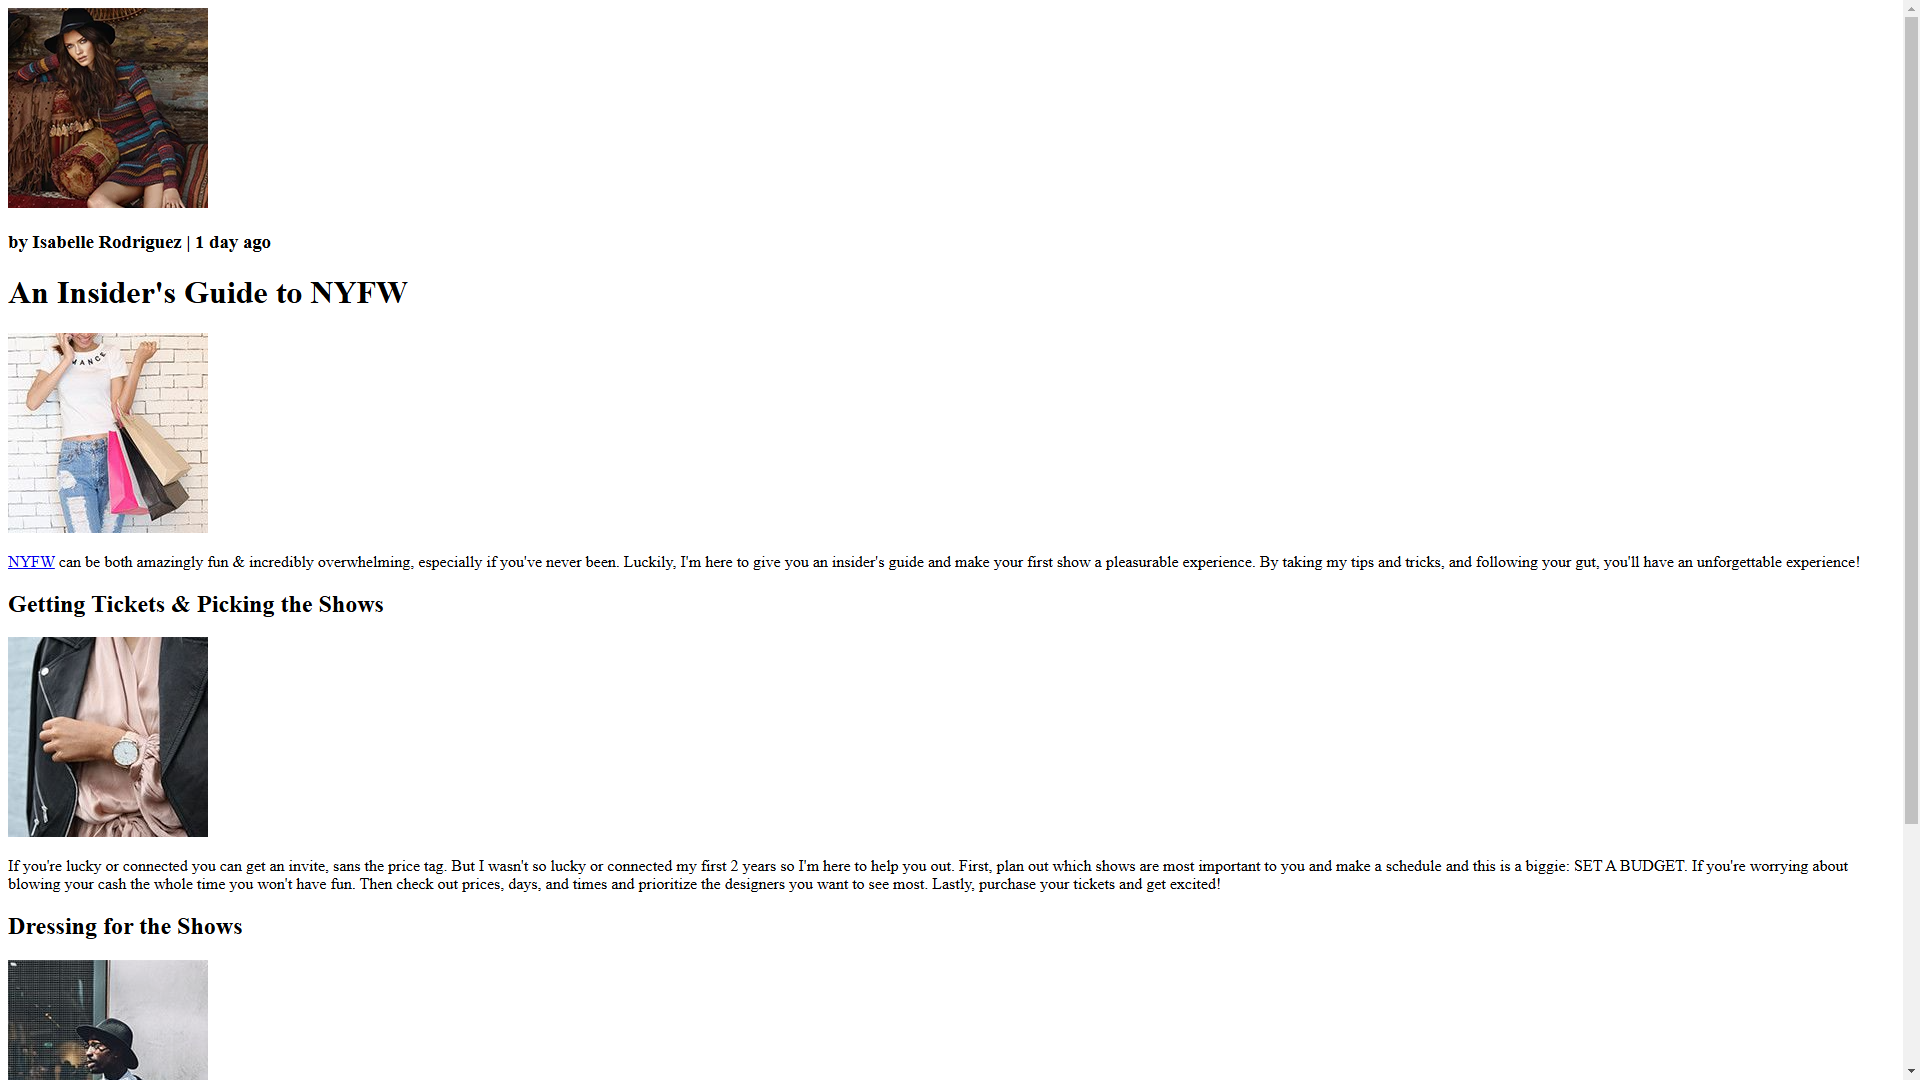 by Isabelle Rodriguez | 1 day ago
An Insider's Guide to NYFW
MANCE
NYFW can be both amazingly fun & incredibly overwhelming, especially if you've never been. Luckily, I'm here to give you an insider's guide and make your first show a pleasurable experience. By taking my tips and tricks, and following your gut, you'll have an unforgettable experience!
Getting Tickets & Picking the Shows
If you're lucky or connected you can get an invite, sans the price tag. But I wasn't so lucky or connected my first 2 years so I'm here to help you out. First, plan out which shows are most important to you and make a schedule and this is a biggie: SET A BUDGET. If you're worrying about
blowing your cash the whole time you won't have fun. Then check out prices, days, and times and prioritize the designers you want to see most. Lastly, purchase your tickets and get excited!
Dressing for the Shows